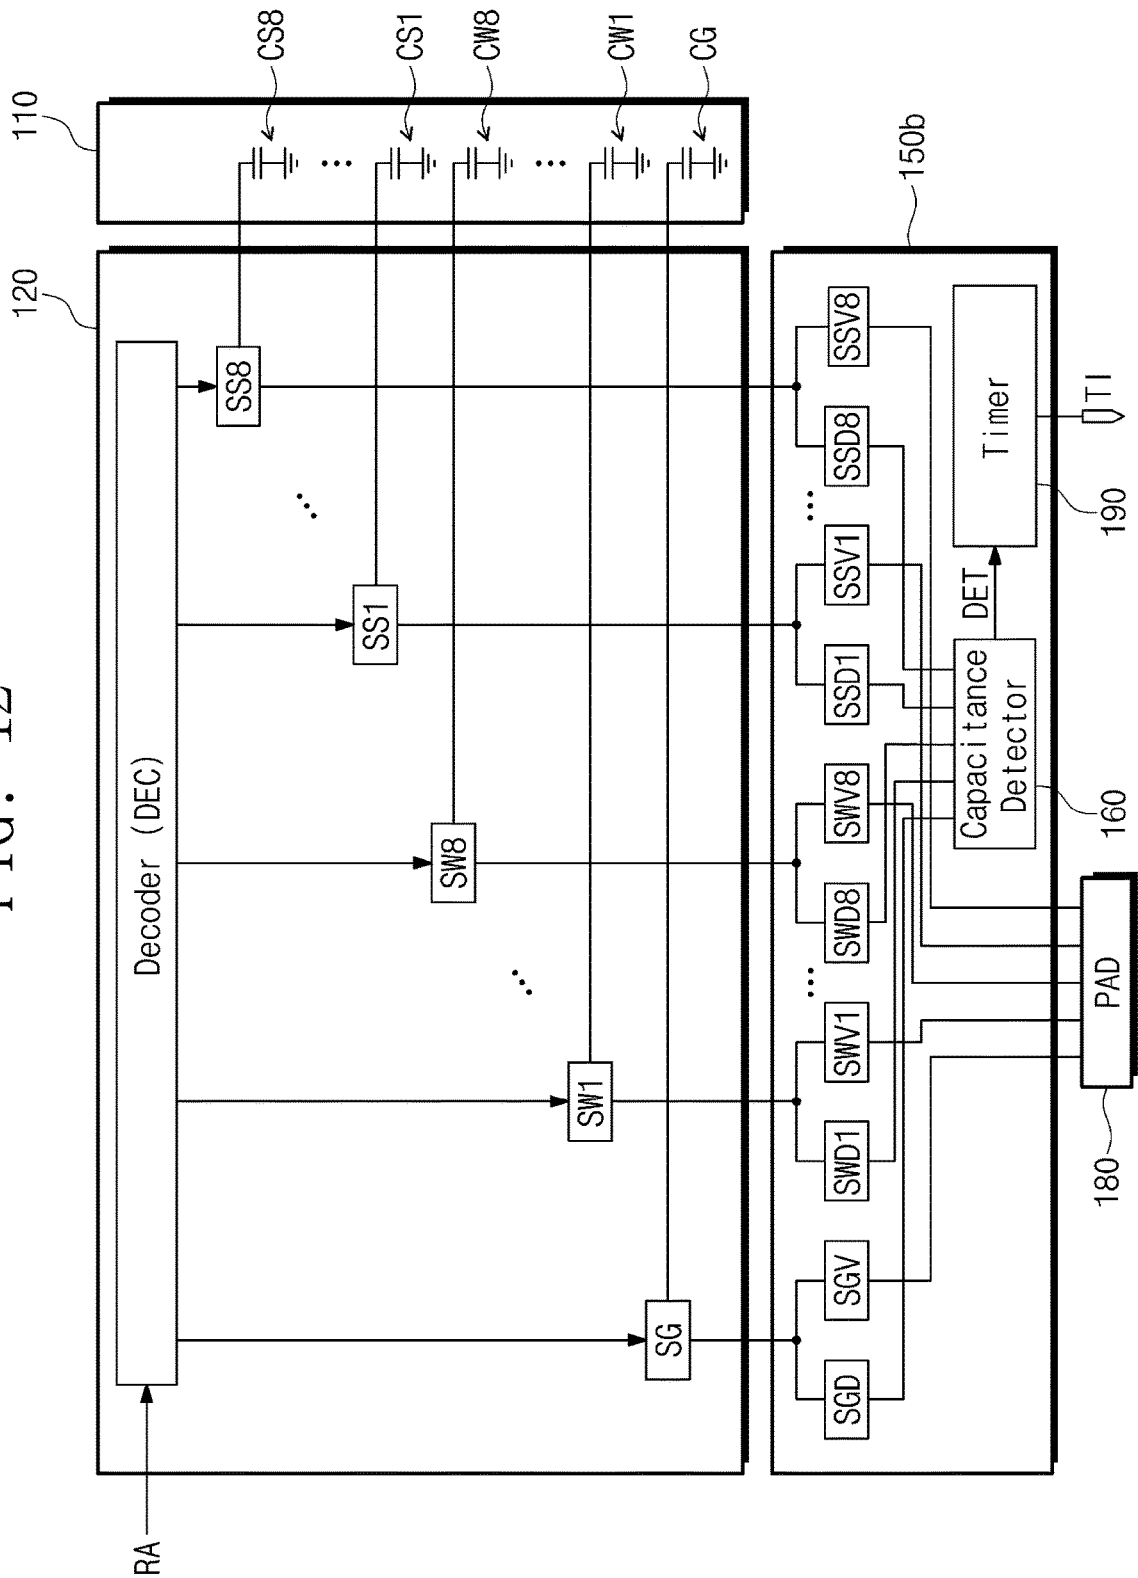 FIG. 12
110
CS8
CS1
CW8
CW1
CG
120
Decoder (DEC)
RA
SS8
SS1
SW8
SW1
SG
150b
SGD
SGV
SWD1
SWV1
SWD8
SWV8
SSD1
SSV1
SSD8
SSV8
Capacitance
Detector
160
DET
Timer
190
TI
PAD
180